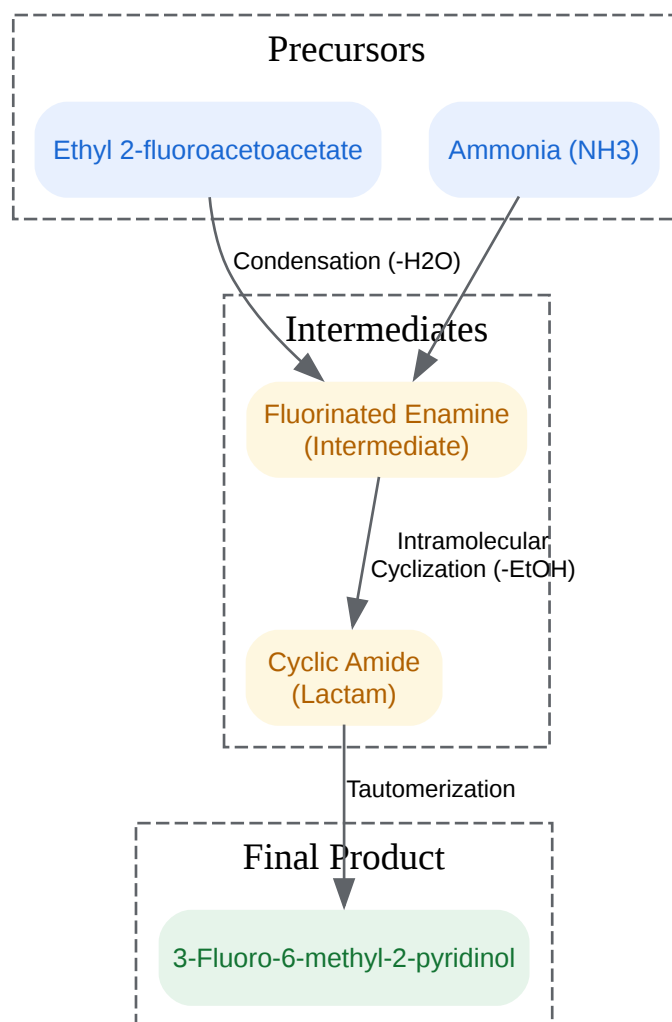 Precursors
Ethyl 2-fluoroacetoacetate
Ammonia (NH3)
Condensation (-H2O)
Intermediates
Fluorinated Enamine
(Intermediate)
Intramolecular
Cyclization (-EtOH)
Cyclic Amide
(Lactam)
Tautomerization
Final Product
3-Fluoro-6-methyl-2-pyridinol